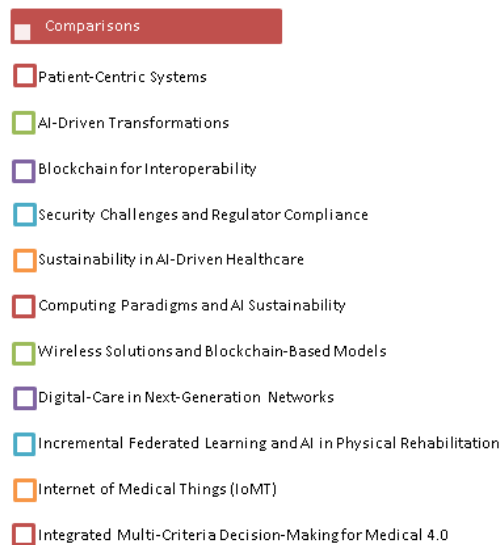 Comparisons
Patient-Centric Systems
AI-Driven Transformations
Blockchain for Interoperability
Security Challenges and Regulator Compliance
Sustainability in AI-Driven Healthcare
Computing Paradigms and AI Sustainability
Wireless Solutions and Blockchain-Based Models
Digital-Care in Next-Generation Networks
Incremental Federated Learning and AI in Physical Rehabilitation
Internet of Medical Things (IoMT)
Integrated Multi-Criteria Decision-Making for Medical 4.0